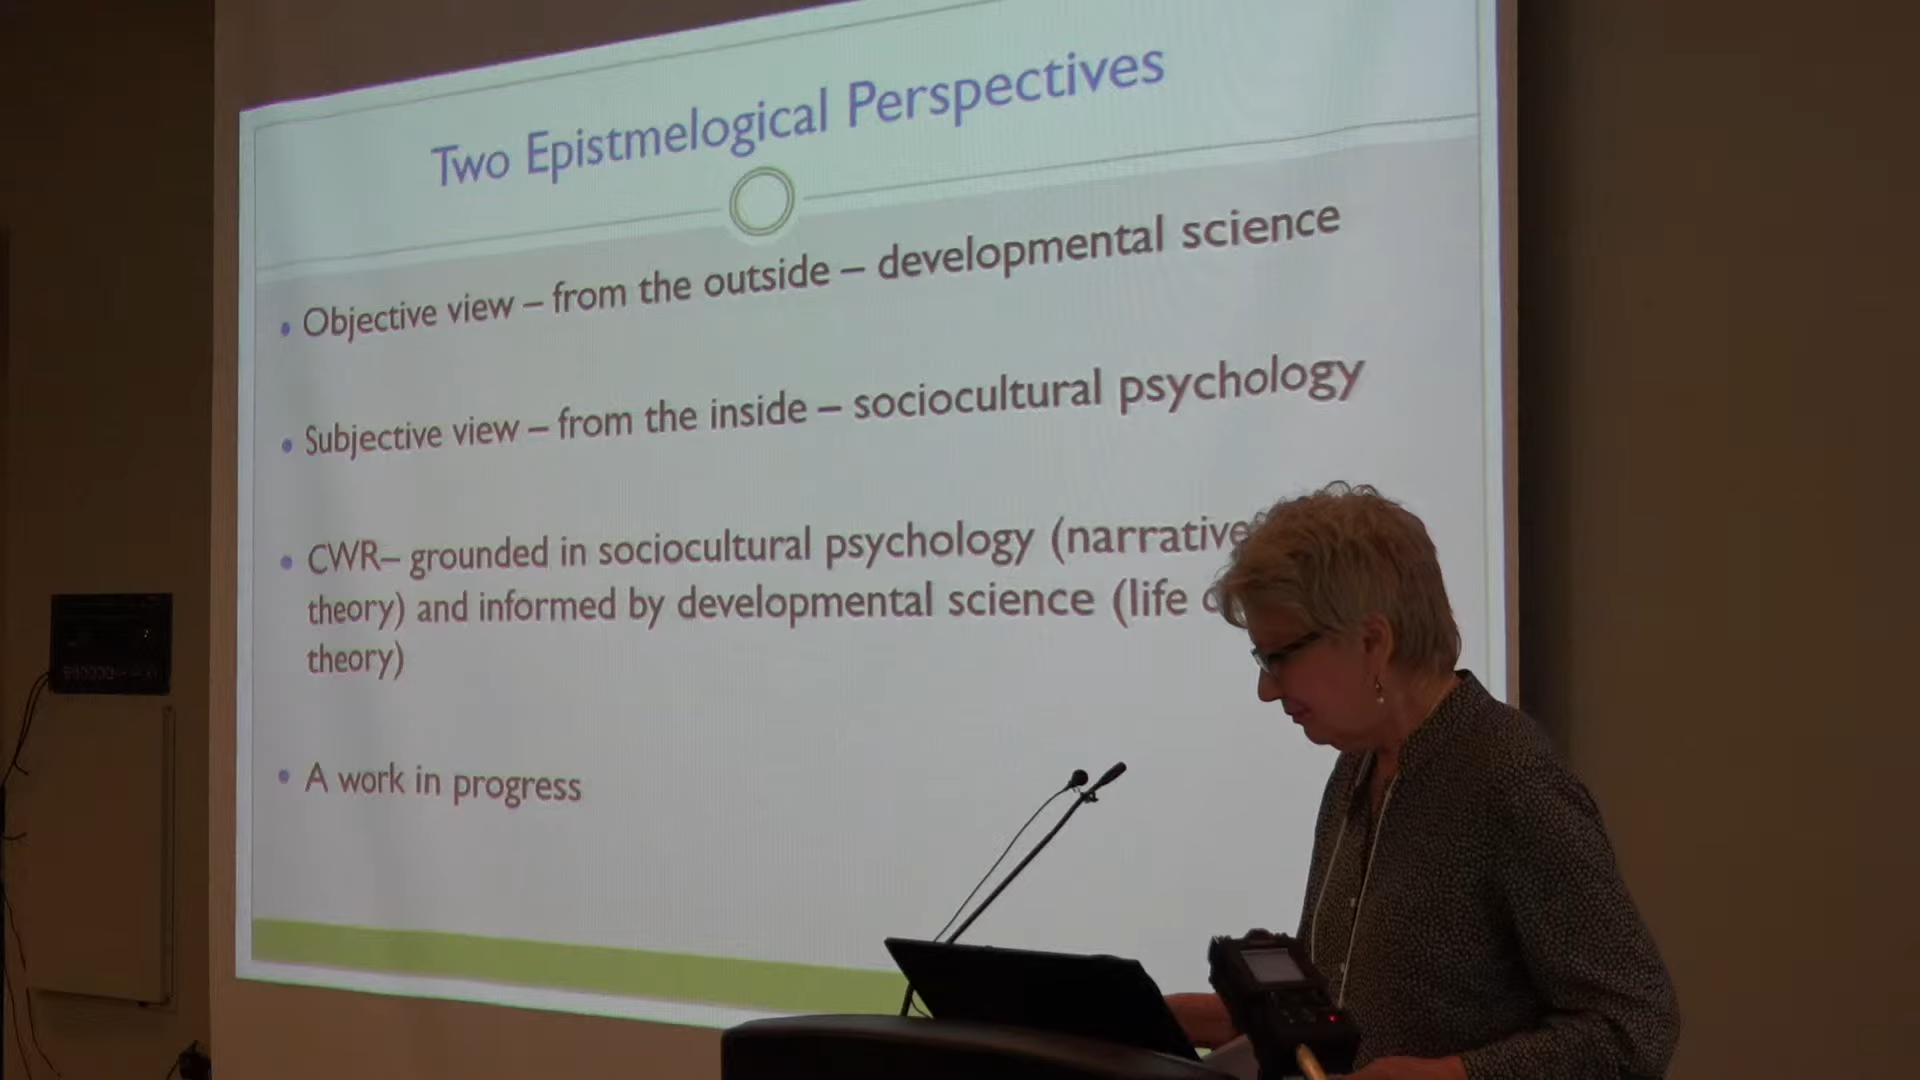 Two Epistmelogical Perspectives
• Objective view – from the outside – developmental science
• Subjective view – from the inside – sociocultural psychology
• CWR– grounded in sociocultural psychology (narrative
theory) and informed by developmental science (life
theory)
• A work in progress